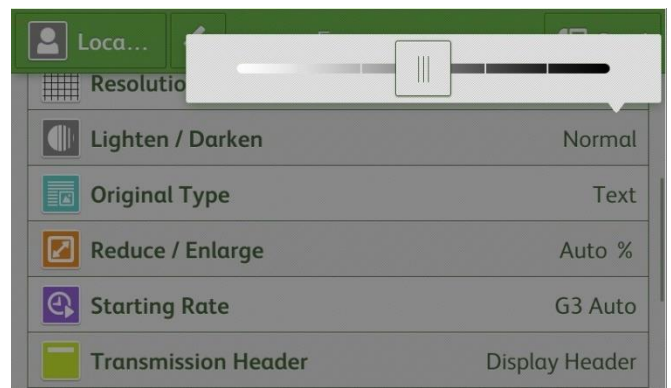 Loca...
Resolutio
Lighten / Darken Normal
Original Type Text
Reduce / Enlarge Auto %
Starting Rate G3 Auto
Transmission Header Display Header